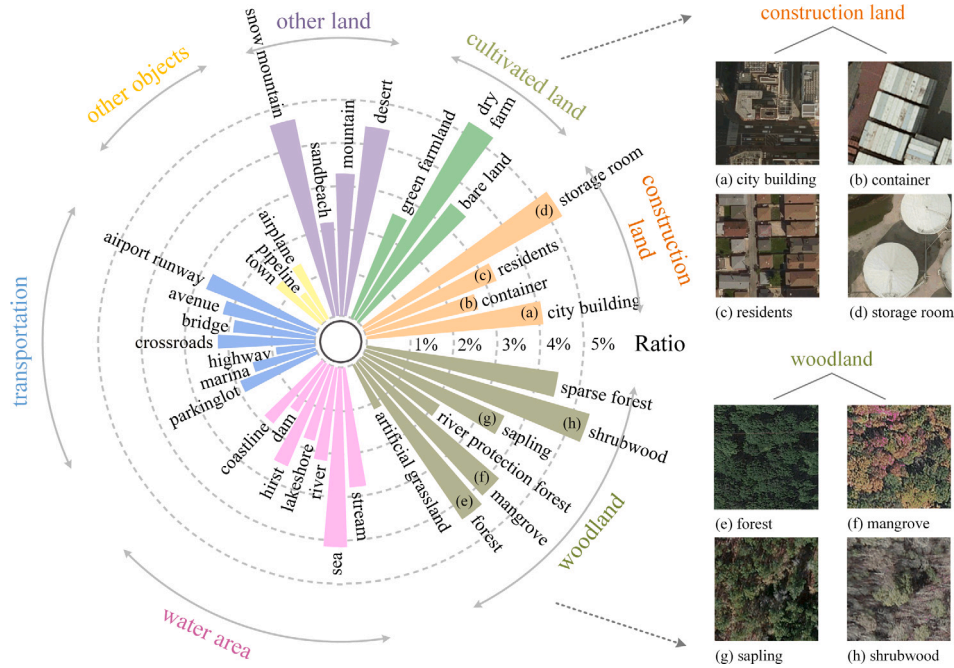 other land
cultivated land
construction land
woodland
water area
transportation
other objects
snow mountain
sandbeach
mountain
desert
green farmland
dry
farm
bare land
(d) storage room
(c) residents
(b) container
(a) city building
1% 2% 3% 4% 5% Ratio
sparse forest
(h) shrubwood
(g) sapling
river protection forest
(f) mangrove
(e) forest
artificial grassland
stream
sea
river
lakeshore
hirst
dam
coastline
parkinglot
marina
highway
crossroads
bridge
avenue
airport runway
town
pipeline
airplane
construction land
(a) city building
(b) container
(c) residents
(d) storage room
woodland
(e) forest
(f) mangrove
(g) sapling
(h) shrubwood